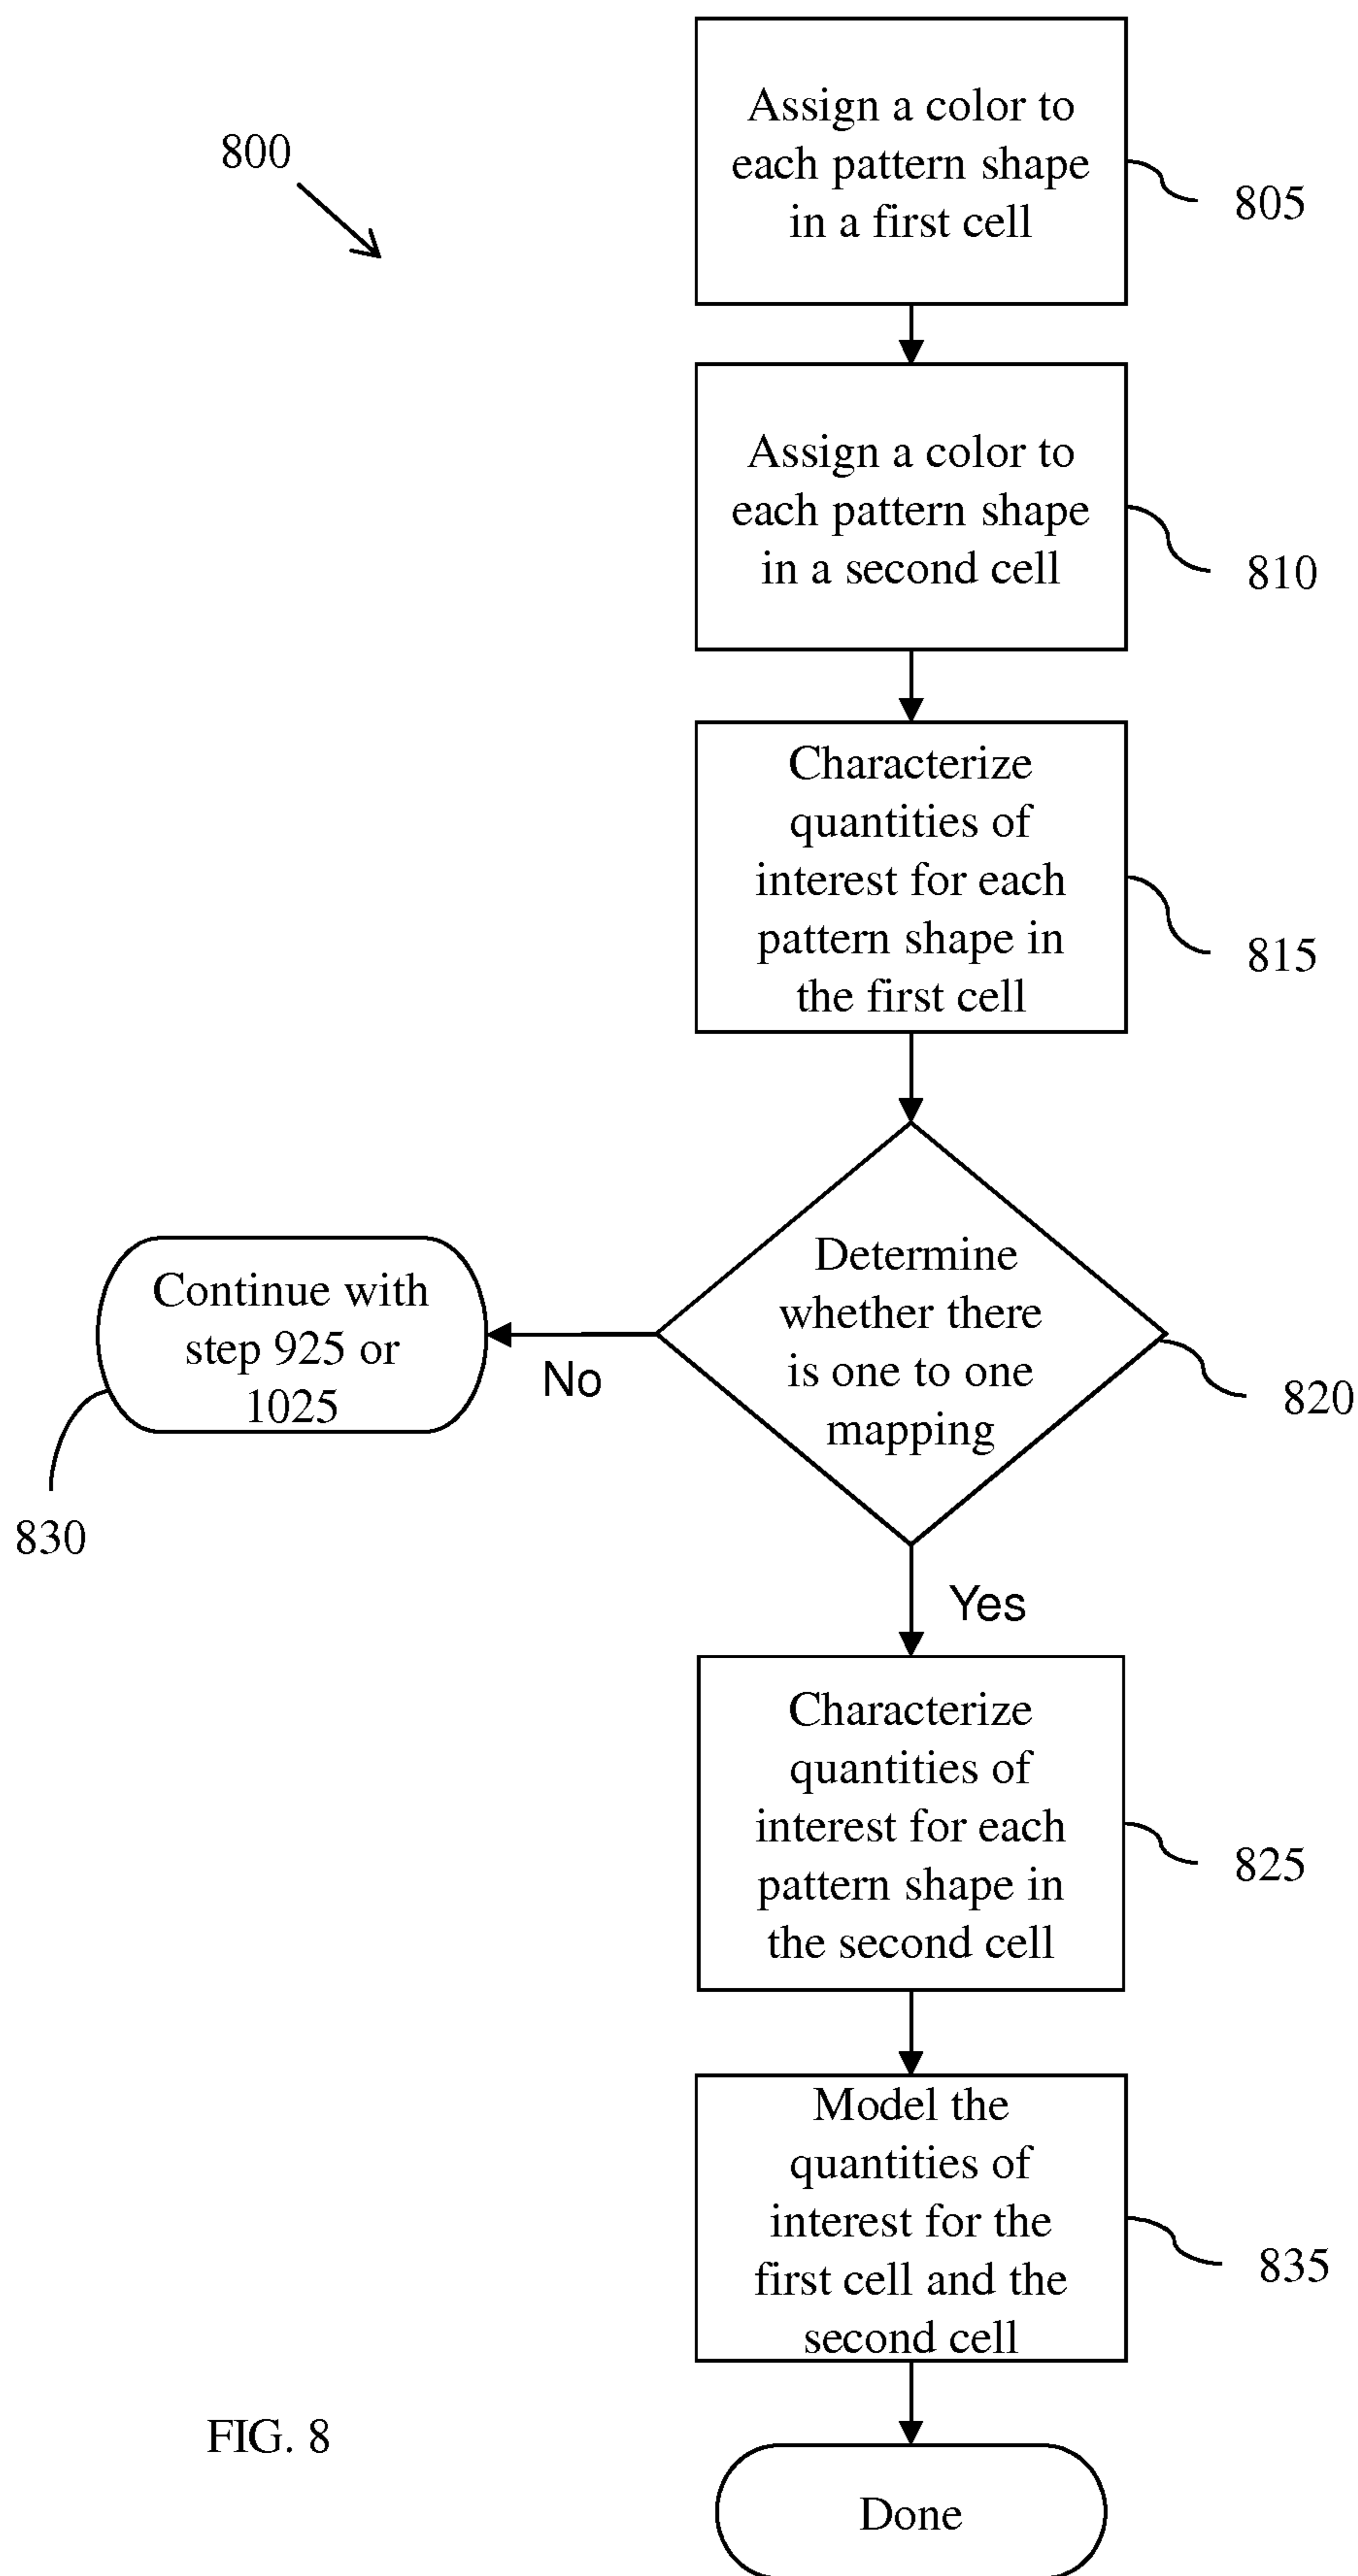 800
Assign a color to
each pattern shape
in a first cell
805
Assign a color to
each pattern shape
in a second cell
810
Characterize
quantities of
interest for each
pattern shape in
the first cell
815
Determine
whether there
is one to one
mapping
820
No
Continue with
step 925 or
1025
830
Yes
Characterize
quantities of
interest for each
pattern shape in
the second cell
825
Model the
quantities of
interest for the
first cell and the
second cell
835
Done
FIG. 8